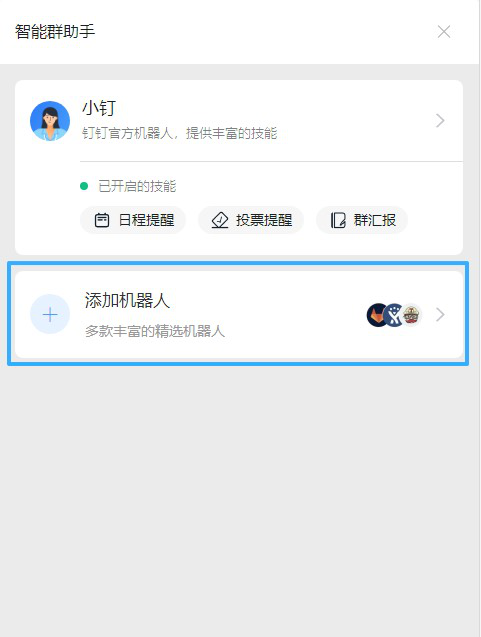 智能群助手
小钉
钉钉官方机器人，提供丰富的技能
已开启的技能
日程提醒 投票提醒 群汇报
添加机器人
多款丰富的精选机器人